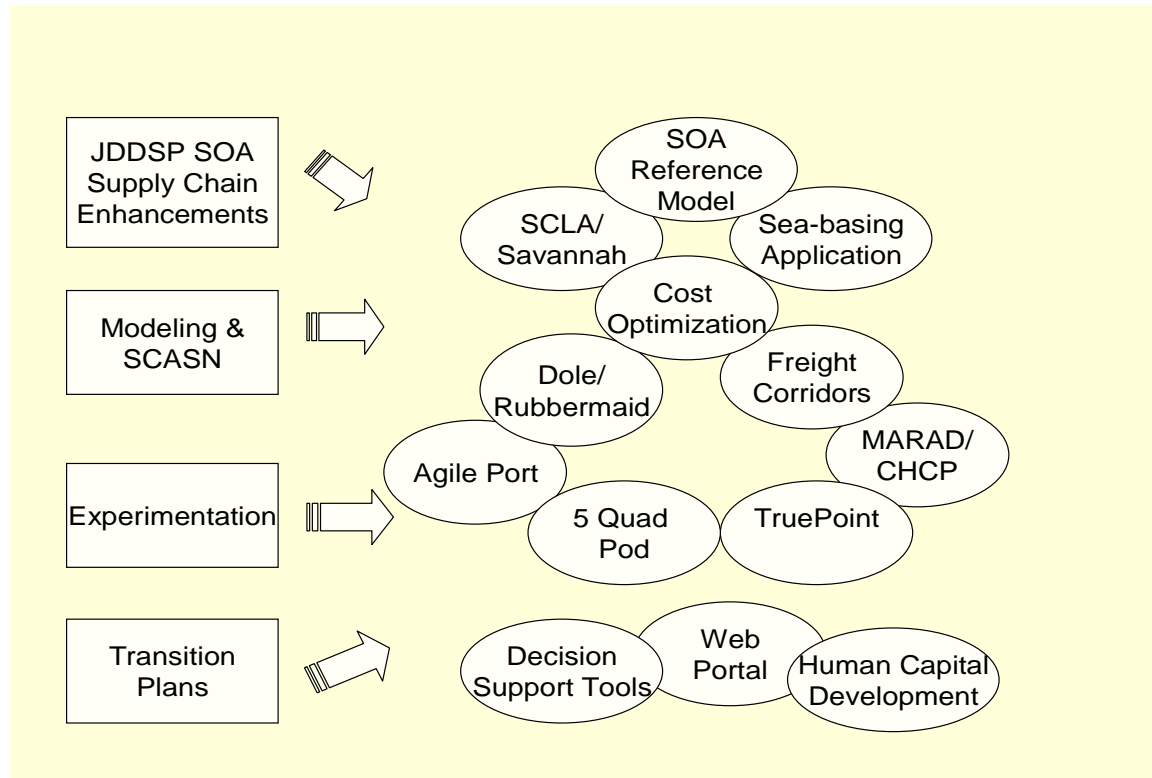 JDDSP SOA
Supply Chain
Enhancements
Modeling &
SCASN
Experimentation
Transition
Plans
SOA
Reference
Model
SCLA/
Savannah
Sea-basing
Application
Cost
Optimization
Dole/
Rubbermaid
Freight
Corridors
Agile Port
MARAD/
CHCP
5 Quad
Pod
TruePoint
Decision
Support Tools
Web
Portal
Human Capital
Development